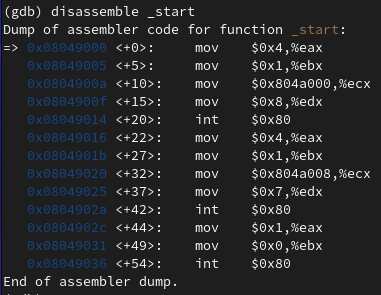 (gdb) disassemble _start
Dump of assembler code for function _start:
=> 0x08049000 <+0>:     mov    $0x4,%eax
   0x08049005 <+5>:     mov    $0x1,%ebx
   0x0804900a <+10>:    mov    $0x804a000,%ecx
   0x0804900f <+15>:    mov    $0x8,%edx
   0x08049014 <+20>:    int    $0x80
   0x08049016 <+22>:    mov    $0x4,%eax
   0x0804901b <+27>:    mov    $0x1,%ebx
   0x08049020 <+32>:    mov    $0x804a008,%ecx
   0x08049025 <+37>:    mov    $0x7,%edx
   0x0804902a <+42>:    int    $0x80
   0x0804902c <+44>:    mov    $0x1,%eax
   0x08049031 <+49>:    mov    $0x0,%ebx
   0x08049036 <+54>:    int    $0x80
End of assembler dump.